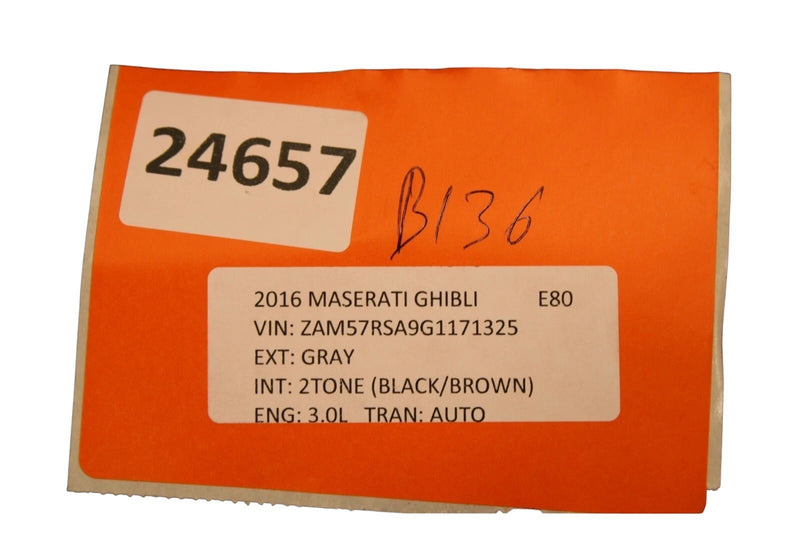 24657
B136
2016 MASERATI GHIBLI E80
VIN: ZAM57RSA9G1171325
EXT: GRAY
INT: 2TONE (BLACK/BROWN)
ENG: 3.0L TRAN: AUTO